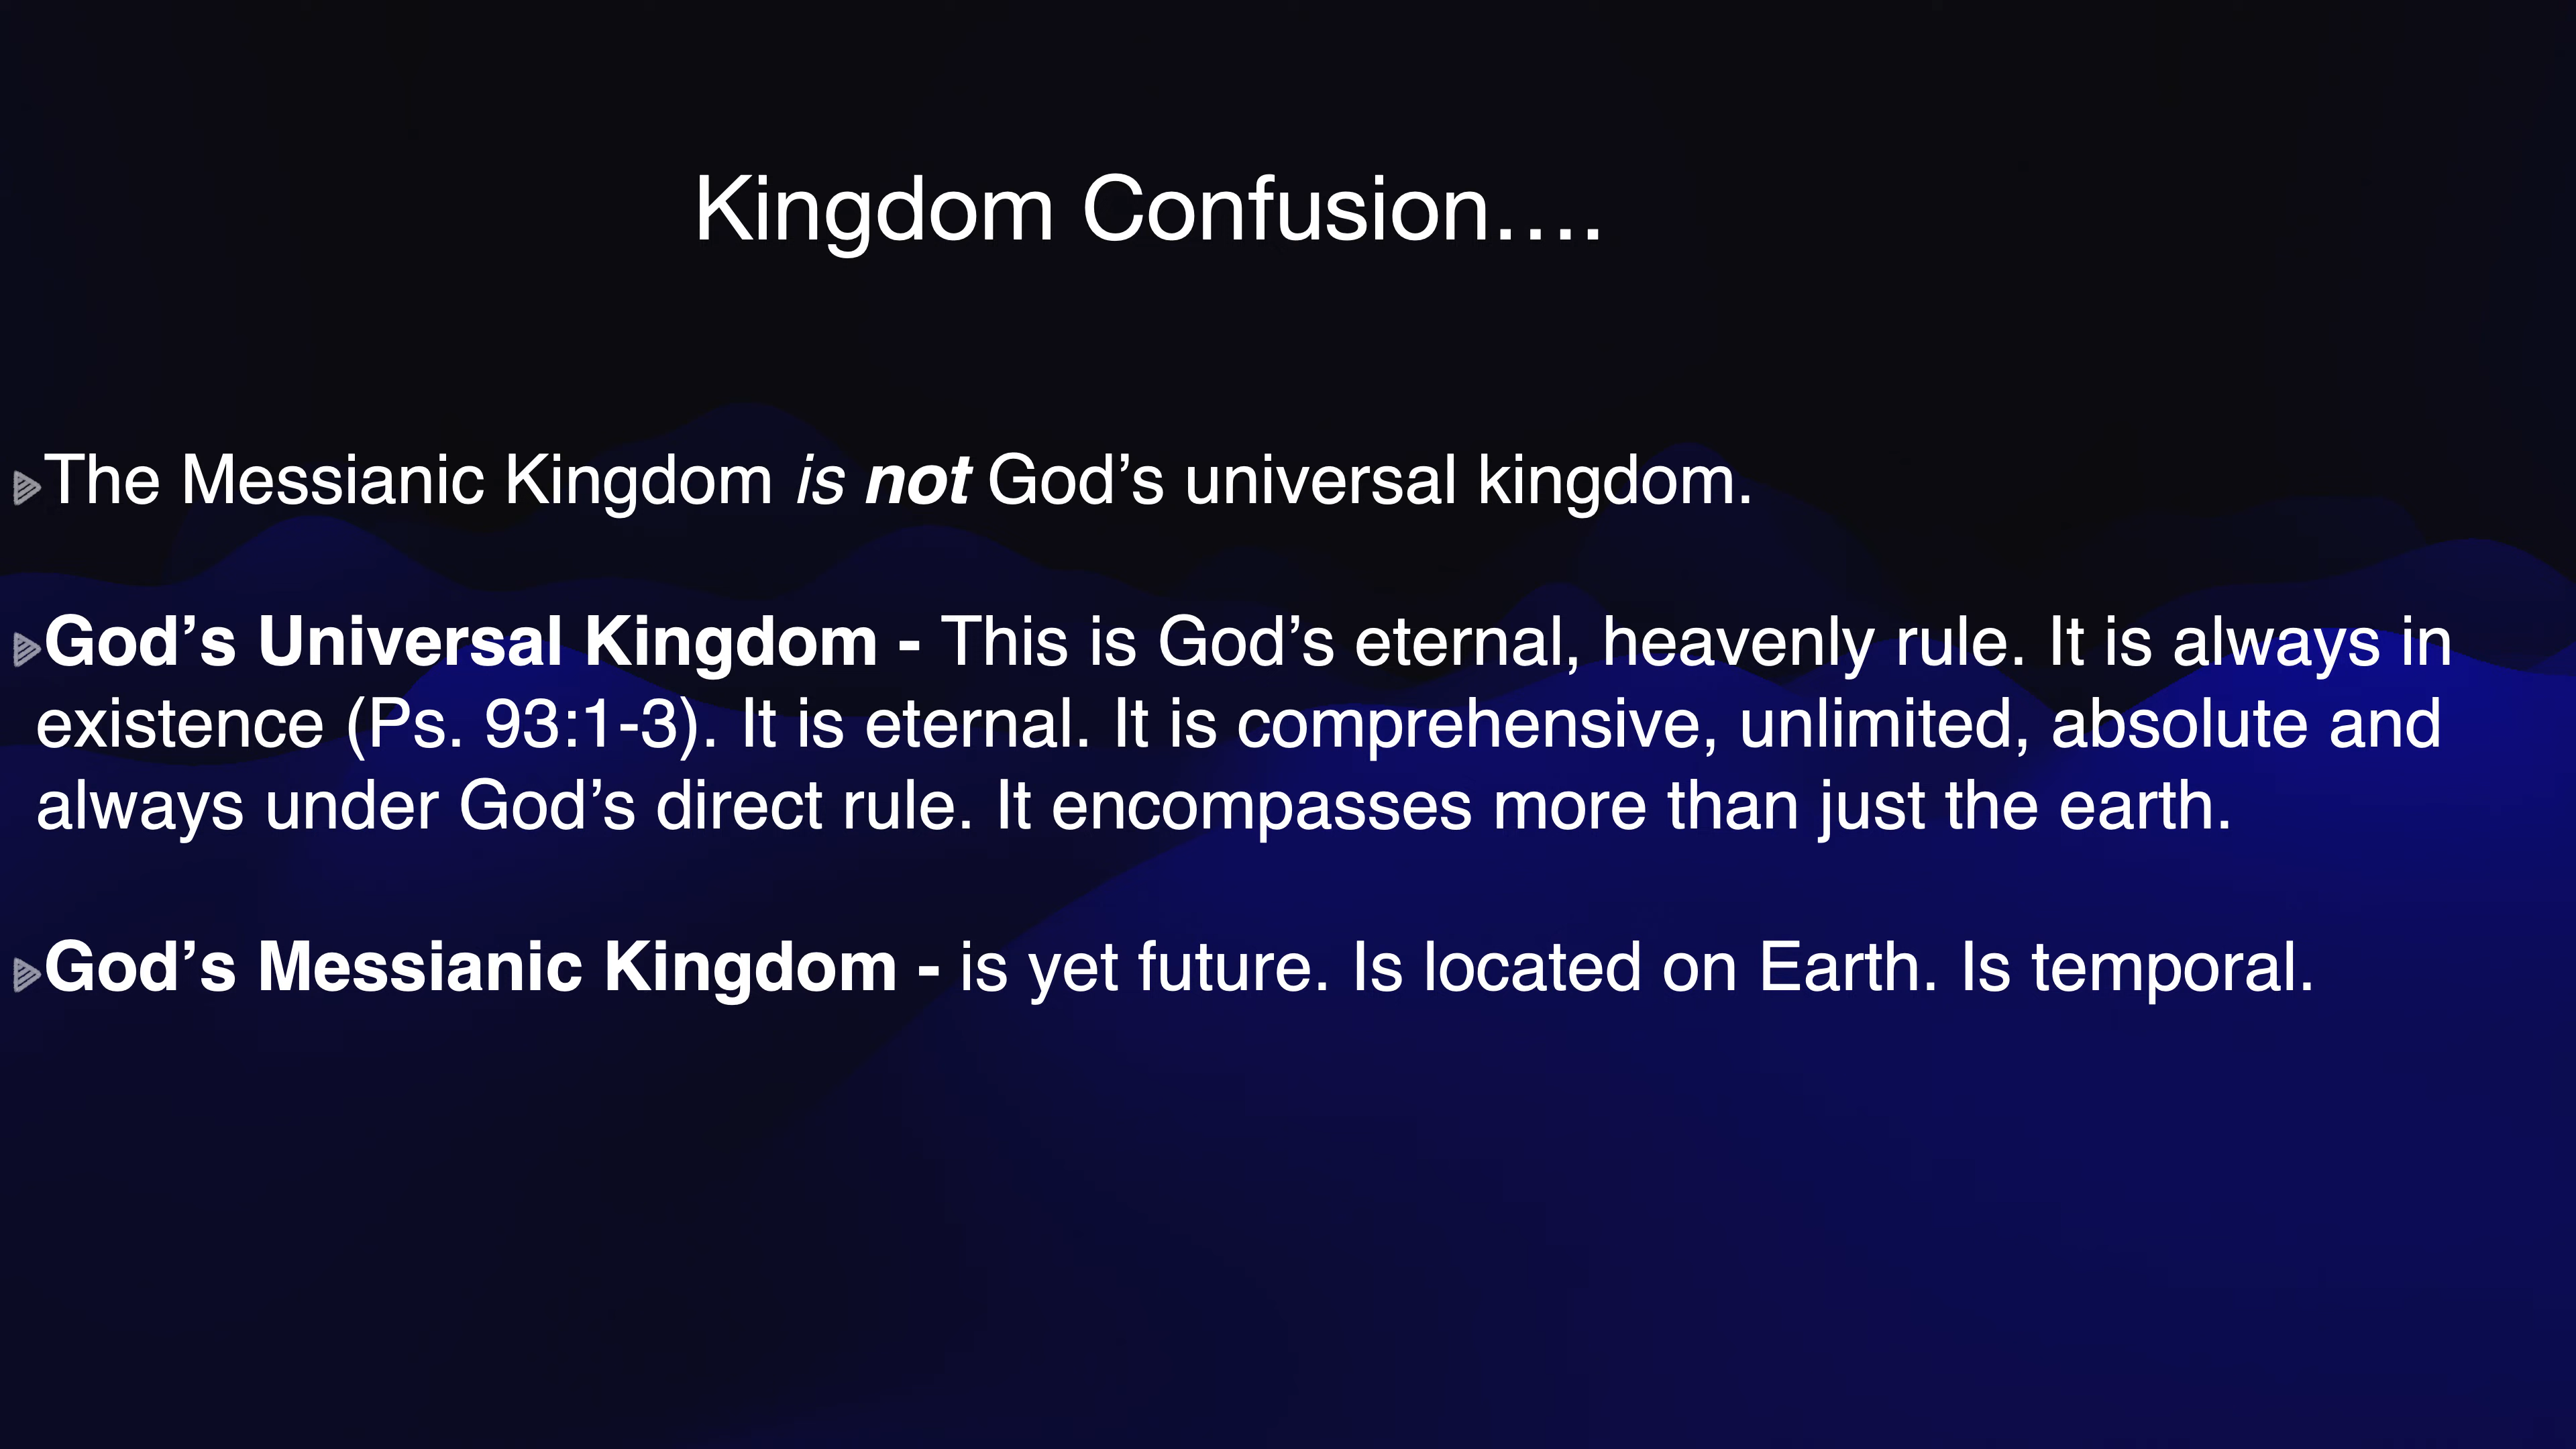 Kingdom Confusion....
The Messianic Kingdom is not God’s universal kingdom.
God’s Universal Kingdom - This is God’s eternal, heavenly rule. It is always in
existence (Ps. 93:1-3). It is eternal. It is comprehensive, unlimited, absolute and
always under God’s direct rule. It encompasses more than just the earth.
God’s Messianic Kingdom - is yet future. Is located on Earth. Is temporal.